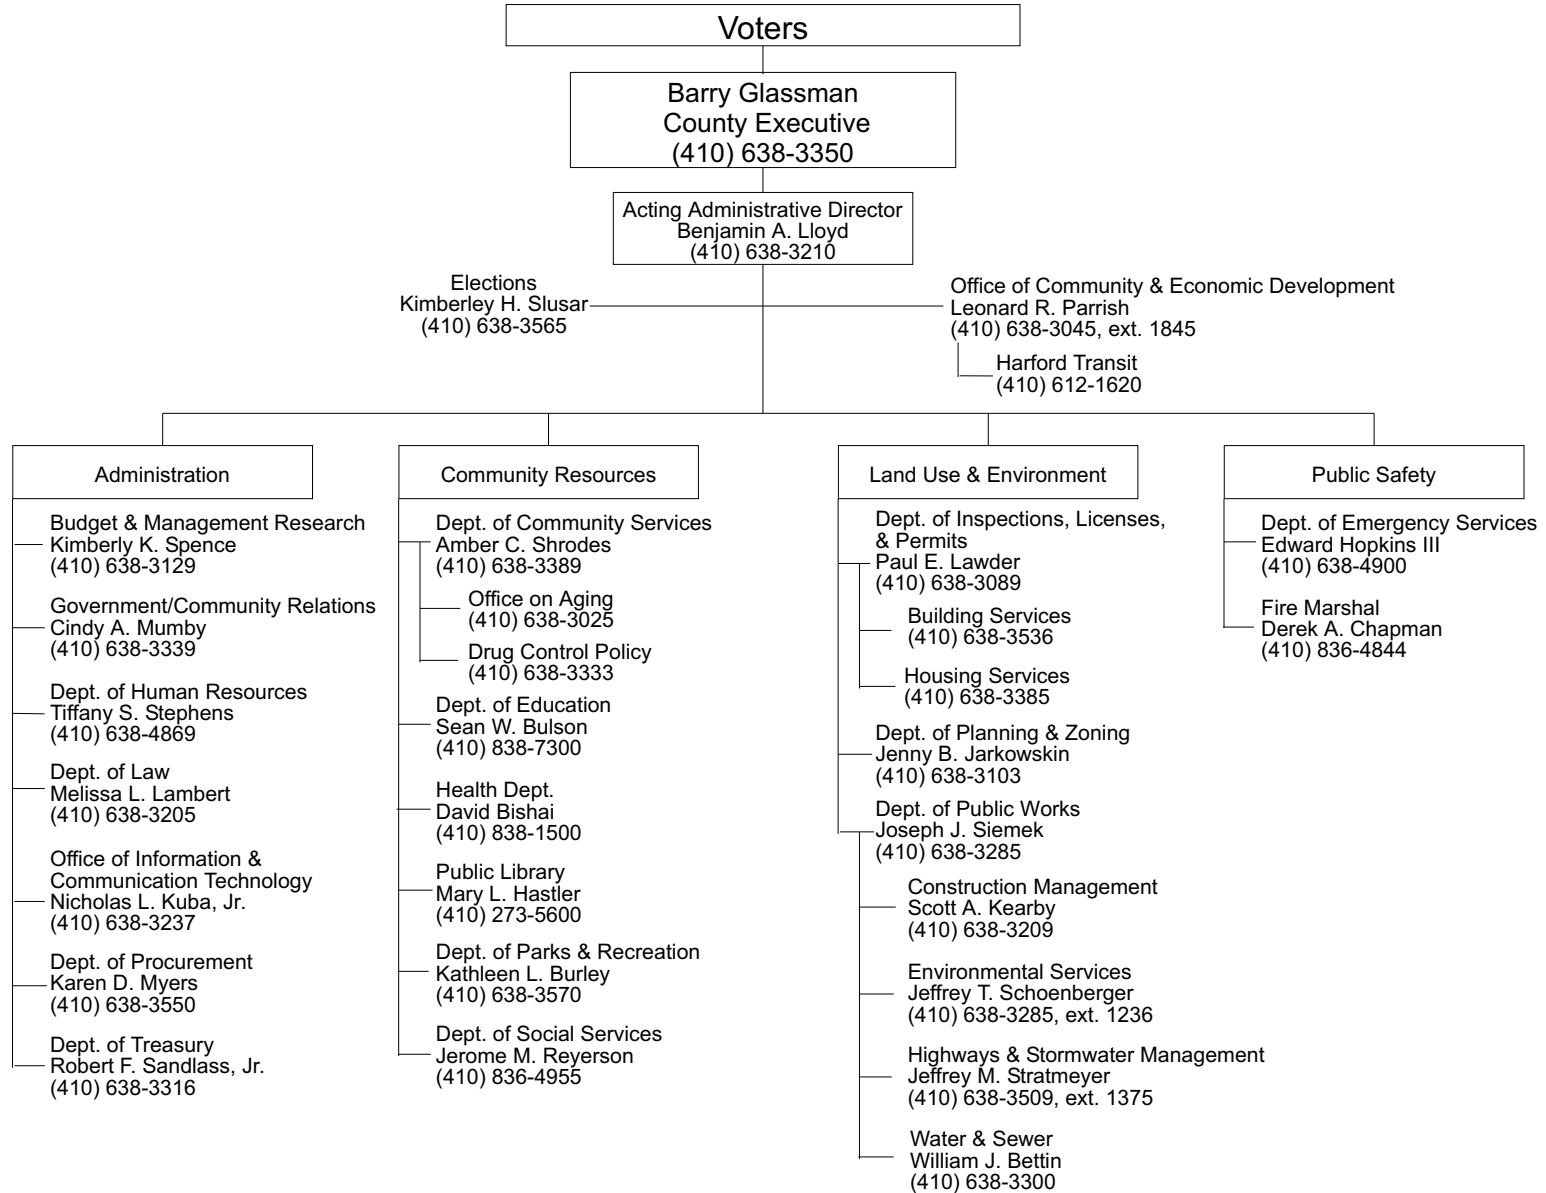 Voters
Barry Glassman
County Executive
(410) 638-3350
Acting Administrative Director
Benjamin A. Lloyd
(410) 638-3210
Elections
Kimberley H. Slusar
(410) 638-3565
Office of Community & Economic Development
Leonard R. Parrish
(410) 638-3045, ext. 1845
Harford Transit
(410) 612-1620
Administration
Budget & Management Research
Kimberly K. Spence
(410) 638-3129
Government/Community Relations
Cindy A. Mumby
(410) 638-3339
Dept. of Human Resources
Tiffany S. Stephens
(410) 638-4869
Dept. of Law
Melissa L. Lambert
(410) 638-3205
Office of Information &
Communication Technology
Nicholas L. Kuba, Jr.
(410) 638-3237
Dept. of Procurement
Karen D. Myers
(410) 638-3550
Dept. of Treasury
Robert F. Sandlass, Jr.
(410) 638-3316
Community Resources
Dept. of Community Services
Amber C. Shrodes
(410) 638-3389
Office on Aging
(410) 638-3025
Drug Control Policy
(410) 638-3333
Dept. of Education
Sean W. Bulson
(410) 838-7300
Health Dept.
David Bishai
(410) 838-1500
Public Library
Mary L. Hastler
(410) 273-5600
Dept. of Parks & Recreation
Kathleen L. Burley
(410) 638-3570
Dept. of Social Services
Jerome M. Reyerson
(410) 836-4955
Land Use & Environment
Dept. of Inspections, Licenses,
& Permits
Paul E. Lawder
(410) 638-3089
Building Services
(410) 638-3536
Housing Services
(410) 638-3385
Dept. of Planning & Zoning
Jenny B. Jarkowskin
(410) 638-3103
Dept. of Public Works
Joseph J. Siemek
(410) 638-3285
Construction Management
Scott A. Kearby
(410) 638-3209
Environmental Services
Jeffrey T. Schoenberger
(410) 638-3285, ext. 1236
Highways & Stormwater Management
Jeffrey M. Stratmeyer
(410) 638-3509, ext. 1375
Water & Sewer
William J. Bettin
(410) 638-3300
Public Safety
Dept. of Emergency Services
Edward Hopkins III
(410) 638-4900
Fire Marshal
Derek A. Chapman
(410) 836-4844